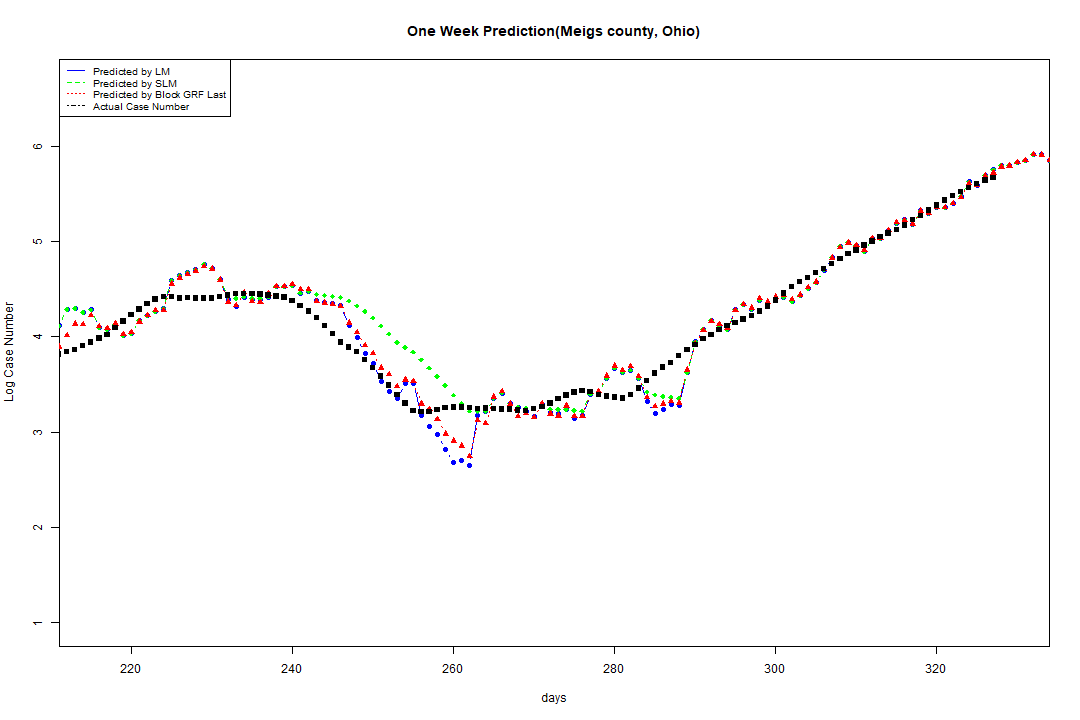 One Week Prediction(Meigs county, Ohio)
Predicted by LM
Predicted by SLM
Predicted by Block GRF Last
Actual Case Number
6
5
4
3
2
1
Log Case Number
220 240 260 280 300 320
days